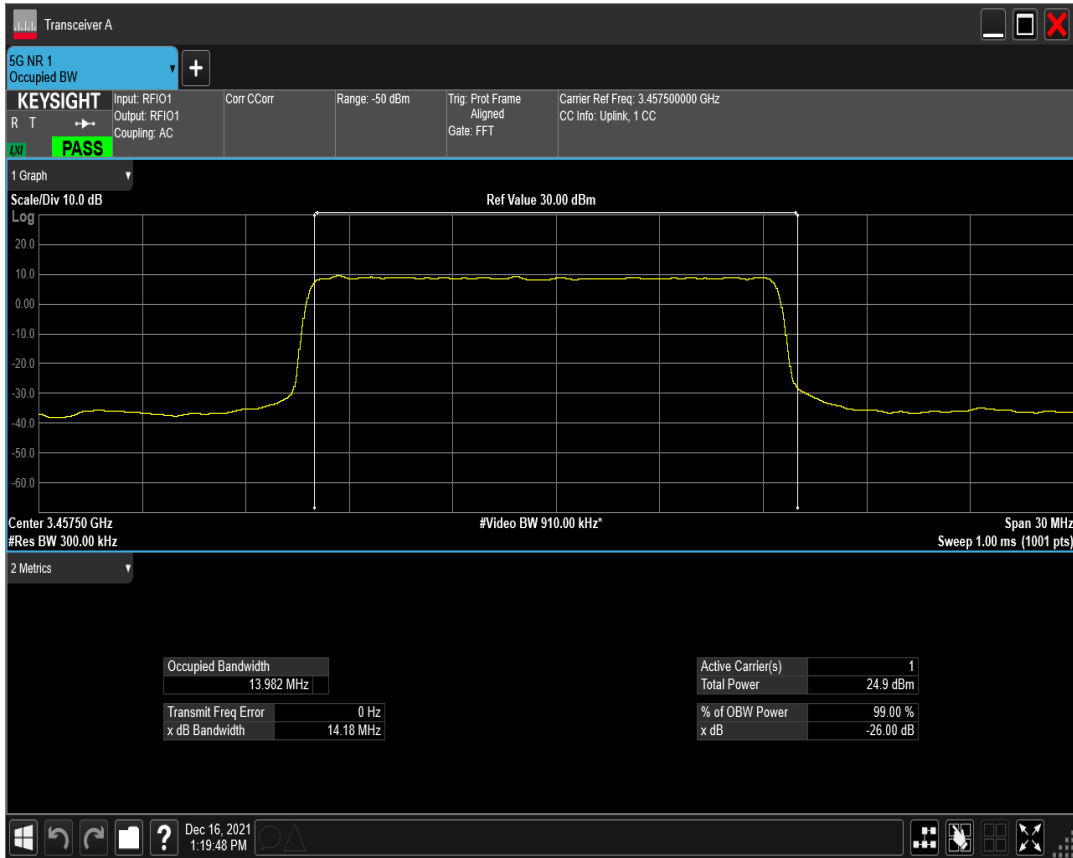 Transceiver A
5G NR 1
Occupied BW
KEYSIGHT
R T
LXI
PASS
Input: RFIO1
Output: RFIO1
Coupling: AC
Corr CCorr
Range: -50 dBm
Trig: Prot Frame
Aligned
Gate: FFT
Carrier Ref Freq: 3.457500000 GHz
CC Info: Uplink, 1 CC
1 Graph
Scale/Div 10.0 dB
Ref Value 30.00 dBm
Log
20.0
10.0
0.00
-10.0
-20.0
-30.0
-40.0
-50.0
-60.0
Center 3.45750 GHz
#Video BW 910.00 kHz*
Span 30 MHz
#Res BW 300.00 kHz
Sweep 1.00 ms (1001 pts)
2 Metrics
Occupied Bandwidth
13.982 MHz
Transmit Freq Error 0 Hz
x dB Bandwidth 14.18 MHz
Active Carrier(s) 1
Total Power 24.9 dBm
% of OBW Power 99.00 %
x dB -26.00 dB
Dec 16, 2021
1:19:48 PM